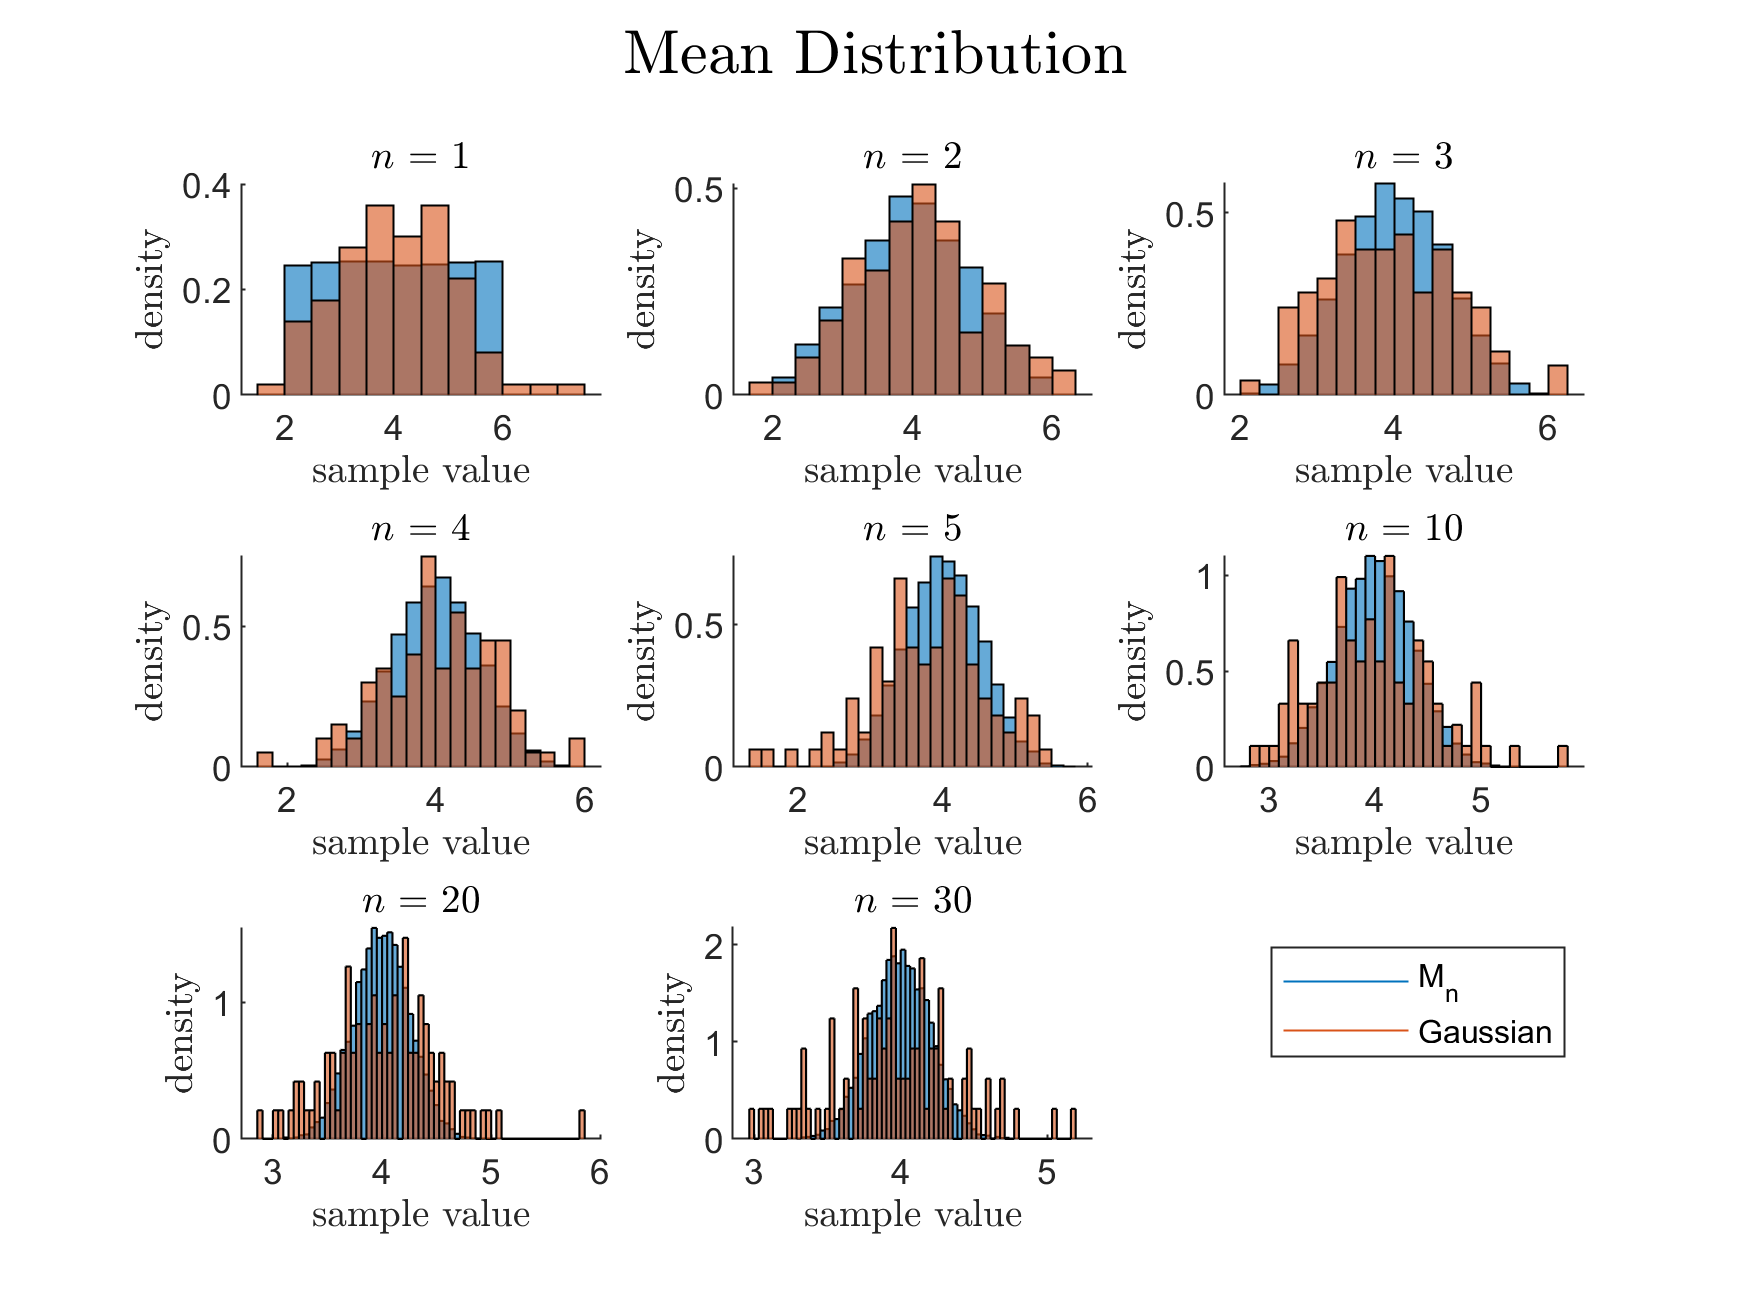 Mean Distribution
n = 1
n = 2
n = 3
0.4
0.2
0
density
2 4 6
sample value
0.5
0
density
2 4 6
sample value
0.5
0
density
2 4 6
sample value
n = 4
n = 5
n = 10
0.5
0
density
2 4 6
sample value
0.5
0
density
2 4 6
sample value
1
0.5
0
density
3 4 5
sample value
n = 20
n = 30
1
0
density
3 4 5 6
sample value
2
1
0
density
3 4 5
sample value
Mn
Gaussian